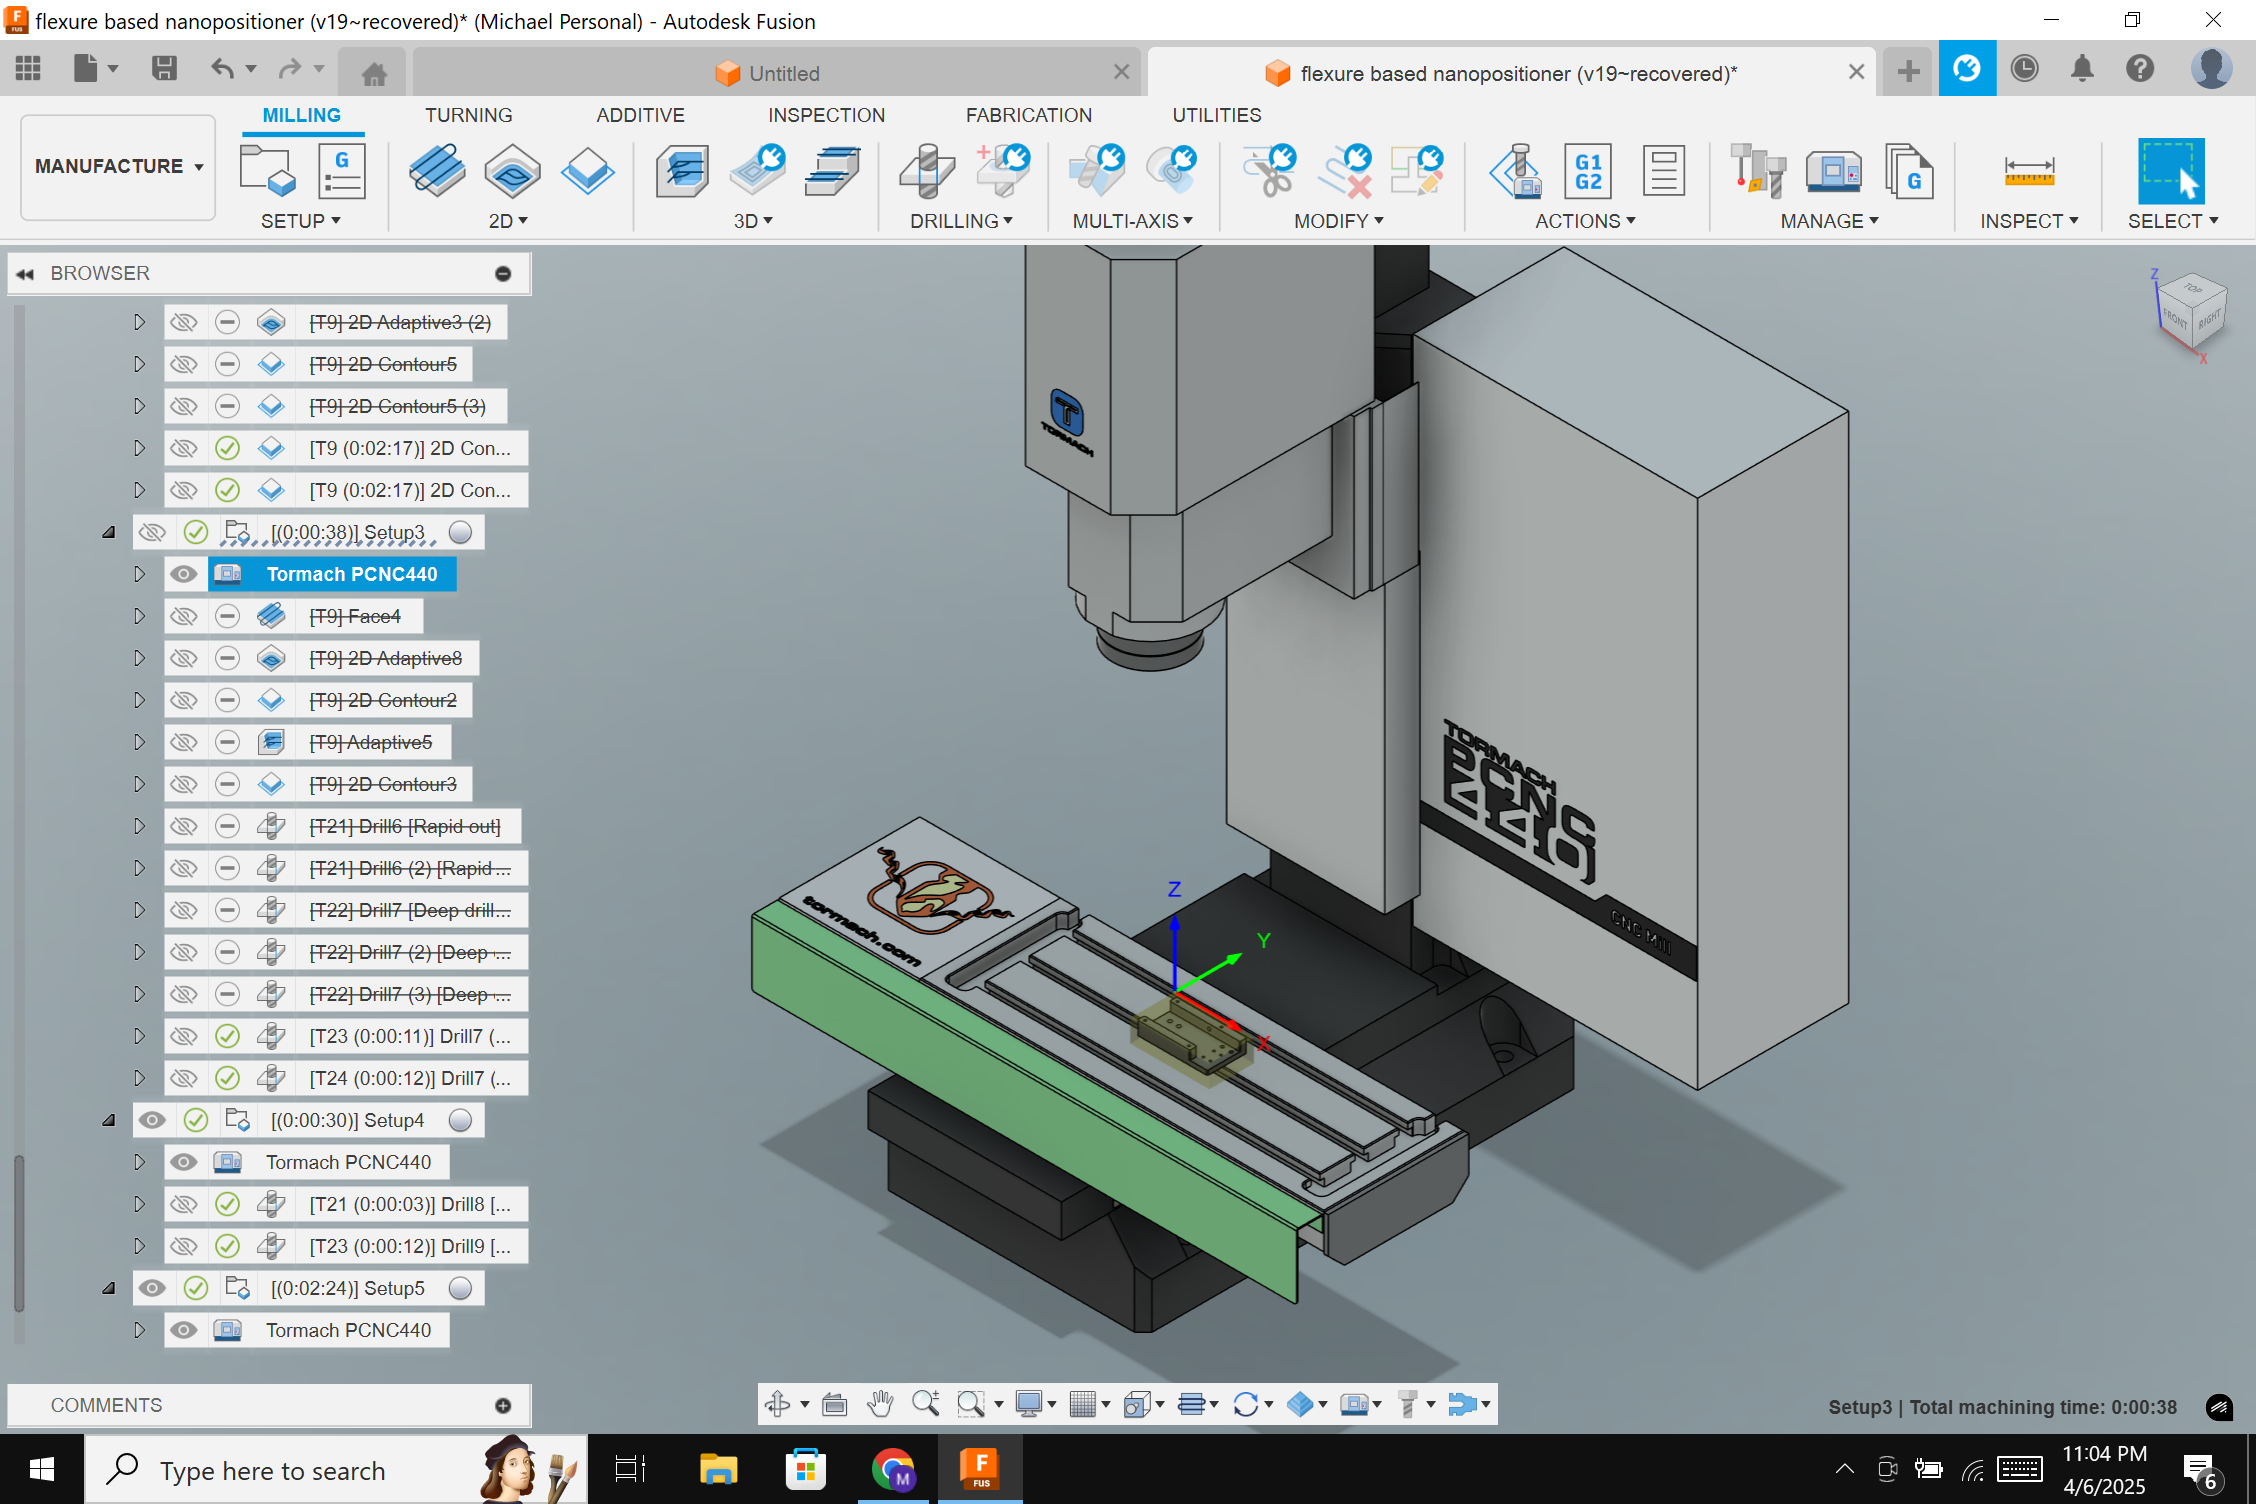 flexure based nanopositioner (v19~recovered)* (Michael Personal) - Autodesk Fusion
Untitled
flexure based nanopositioner (v19~recovered)*
MILLING TURNING ADDITIVE INSPECTION FABRICATION UTILITIES
MANUFACTURE
SETUP 2D 3D DRILLING MULTI-AXIS MODIFY ACTIONS MANAGE INSPECT SELECT
G
G1
G2
G
BROWSER
[T9] 2D Adaptive3 (2)
[T9] 2D Contour5
[T9] 2D Contour5 (3)
[T9 (0:02:17)] 2D Con...
[T9 (0:02:17)] 2D Con...
[(0:00:38)] Setup3
Tormach PCNC440
[T9] Face4
[T9] 2D Adaptive8
[T9] 2D Contour2
[T9] Adaptive5
[T9] 2D Contour3
[T21] Drill6 [Rapid out]
[T21] Drill6 (2) [Rapid ...
[T22] Drill7 [Deep drill...
[T22] Drill7 (2) [Deep ...
[T22] Drill7 (3) [Deep ...
[T23 (0:00:11)] Drill7 (...
[T24 (0:00:12)] Drill7 (...
[(0:00:30)] Setup4
Tormach PCNC440
[T21 (0:00:03)] Drill8 [...
[T23 (0:00:12)] Drill9 [...
[(0:02:24)] Setup5
Tormach PCNC440
COMMENTS
T
TORMACH
TORMACH
PCNC
440
CNC Mill
tormach.com
Z
Y
X
Z
TOP
FRONT
RIGHT
X
Setup3 | Total machining time: 0:00:38
Type here to search
M
F
FUS
11:04 PM
4/6/2025
6